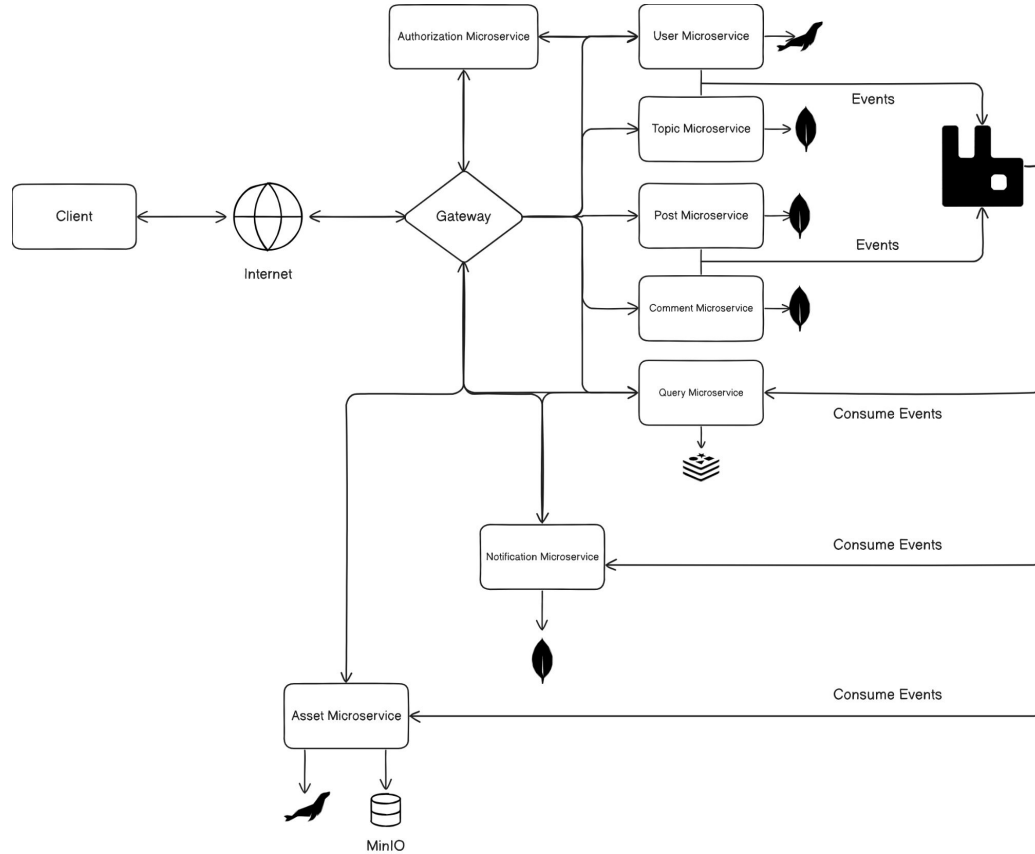 Authorization Microservice
User Microservice
Events
Topic Microservice
Client
Gateway
Post Microservice
Events
Internet
Comment Microservice
Query Microservice
Consume Events
Consume Events
Notification Microservice
Consume Events
Asset Microservice
MinIO